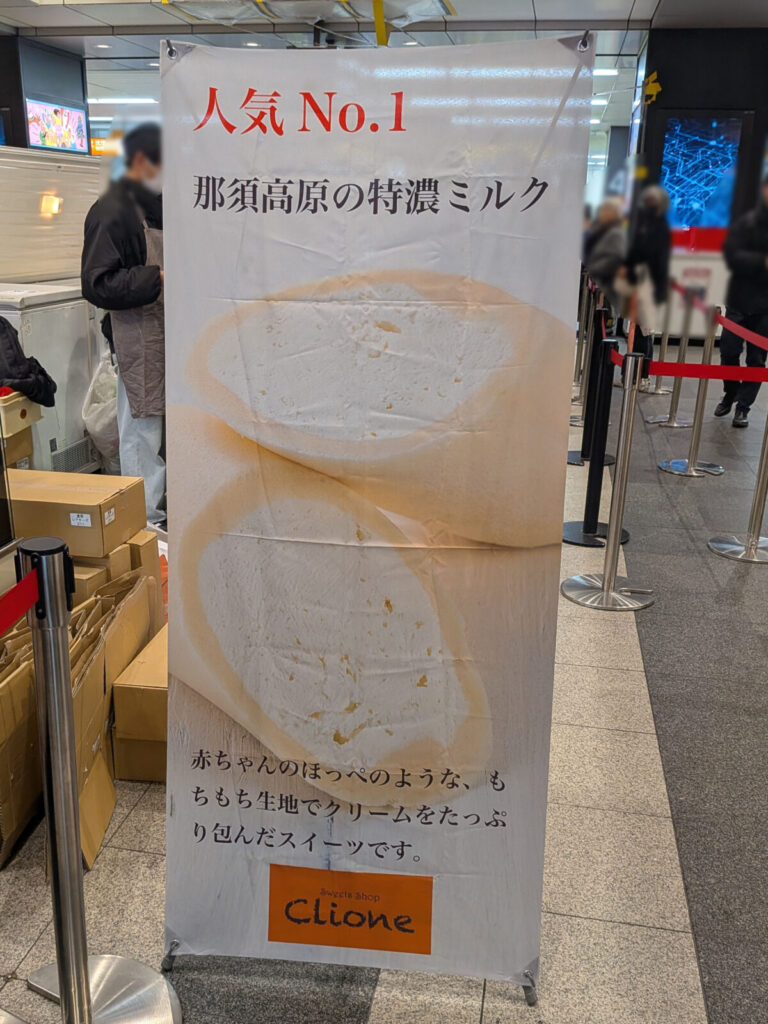 人気 No.1
那須高原の特濃ミルク
赤ちゃんのほっぺのような、も
ちもち生地でクリームをたっぷ
り包んだスイーツです。
Sweets Shop
Clione